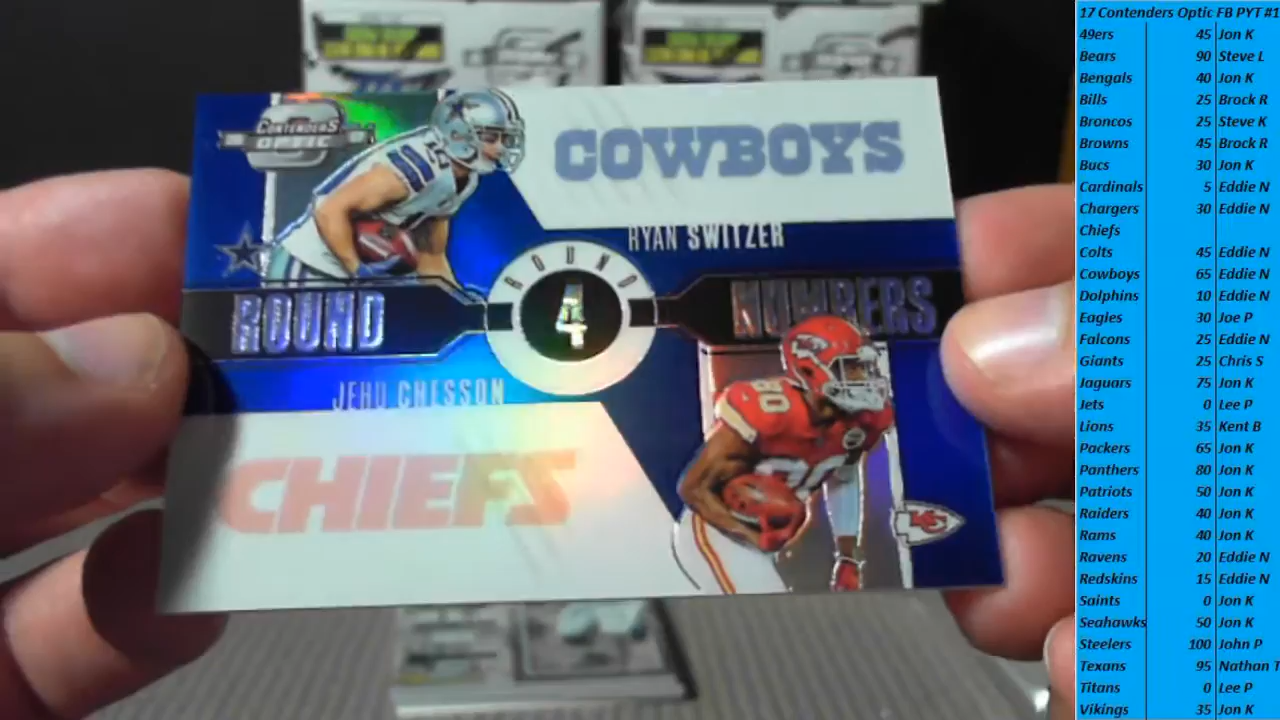 CONTENDERS
OPTIC
COWBOYS
RYAN SWITZER
ROUND
ROUND
4
NUMBERS
JEHU CHESSON
CHIEFS
80
17 Contenders Optic FB PYT #1
49ers 45 Jon K
Bears 90 Steve L
Bengals 40 Jon K
Bills 25 Brock R
Broncos 25 Steve K
Browns 45 Brock R
Bucs 30 Jon K
Cardinals 5 Eddie N
Chargers 30 Eddie N
Chiefs
Colts 45 Eddie N
Cowboys 65 Eddie N
Dolphins 10 Eddie N
Eagles 30 Joe P
Falcons 25 Eddie N
Giants 25 Chris S
Jaguars 75 Jon K
Jets 0 Lee P
Lions 35 Kent B
Packers 65 Jon K
Panthers 80 Jon K
Patriots 50 Jon K
Raiders 40 Jon K
Rams 40 Jon K
Ravens 20 Eddie N
Redskins 15 Eddie N
Saints 0 Jon K
Seahawks 50 Jon K
Steelers 100 John P
Texans 95 Nathan T
Titans 0 Lee P
Vikings 35 Jon K